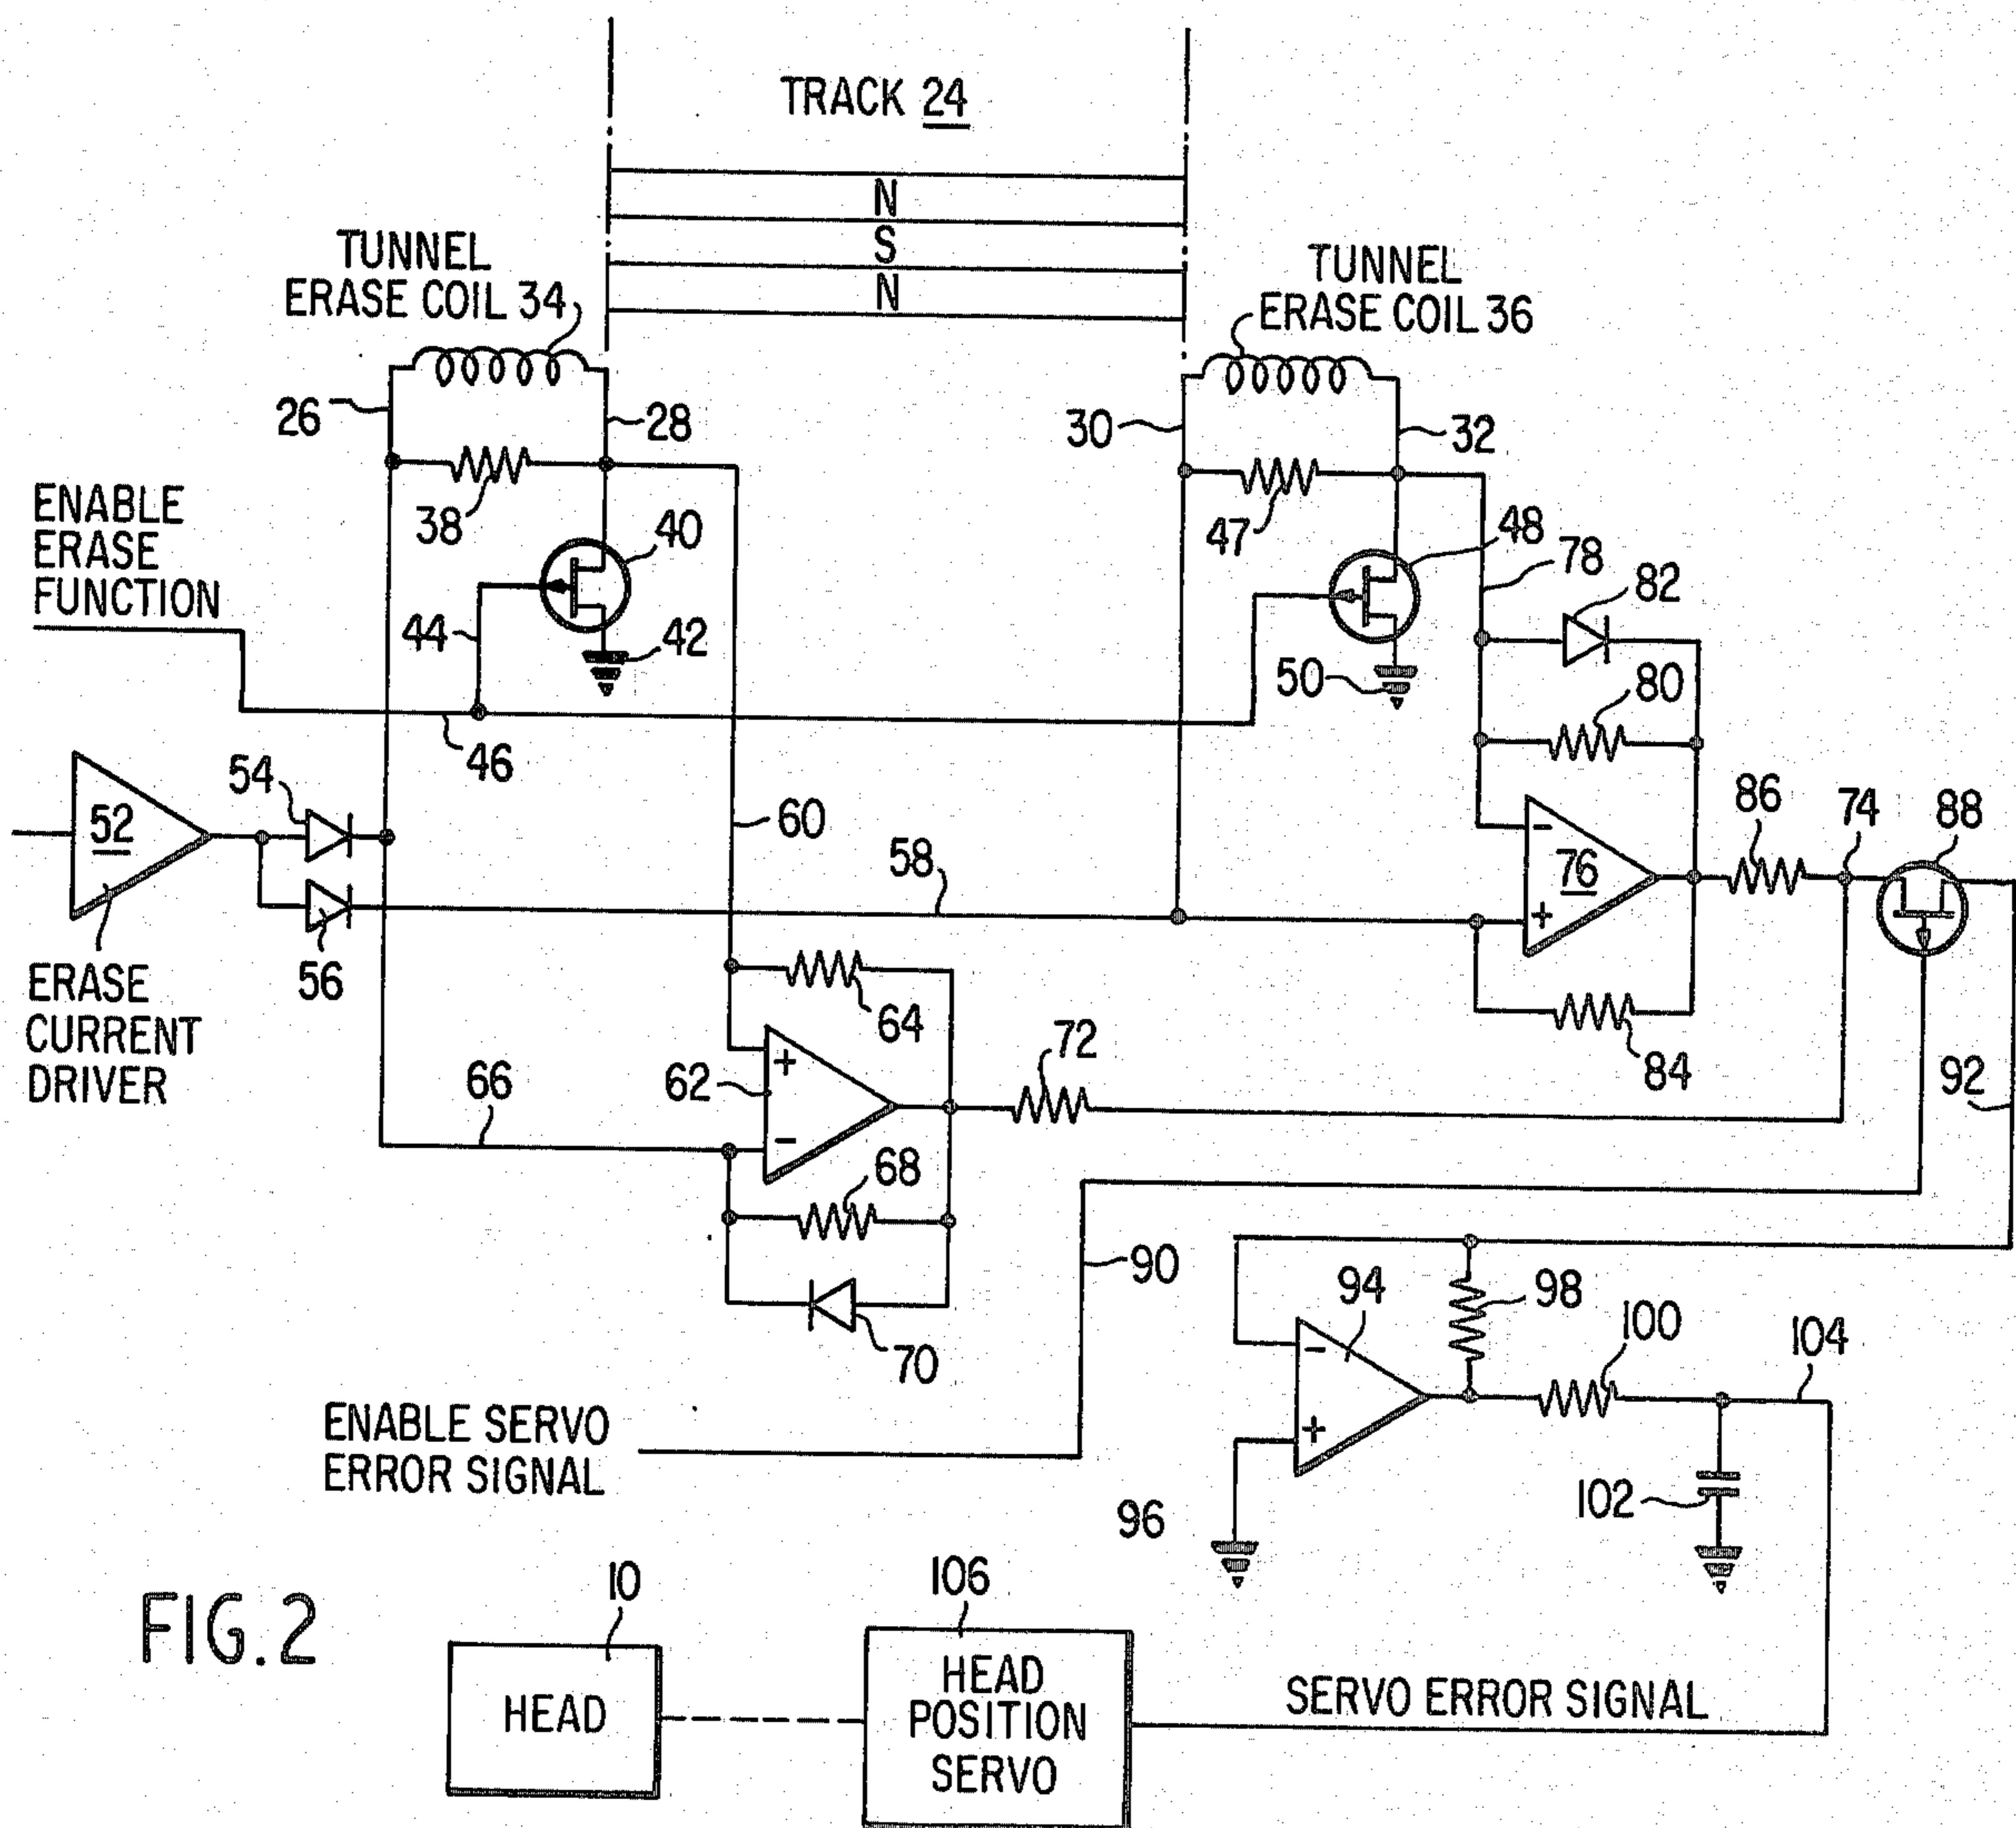 TRACK 24
N
S
N
TUNNEL
ERASE COIL 34
TUNNEL
ERASE COIL 36
26
28
30
32
38
40
47
48
78
82
ENABLE
ERASE
FUNCTION
44
42
50
80
46
54
52
60
58
86
74
88
76
56
ERASE
CURRENT
DRIVER
64
72
84
+
-
-
+
66
62
68
92
70
90
94
98
100
104
-
+
ENABLE SERVO
ERROR SIGNAL
96
102
FIG. 2
10
106
HEAD
HEAD
POSITION
SERVO
SERVO ERROR SIGNAL